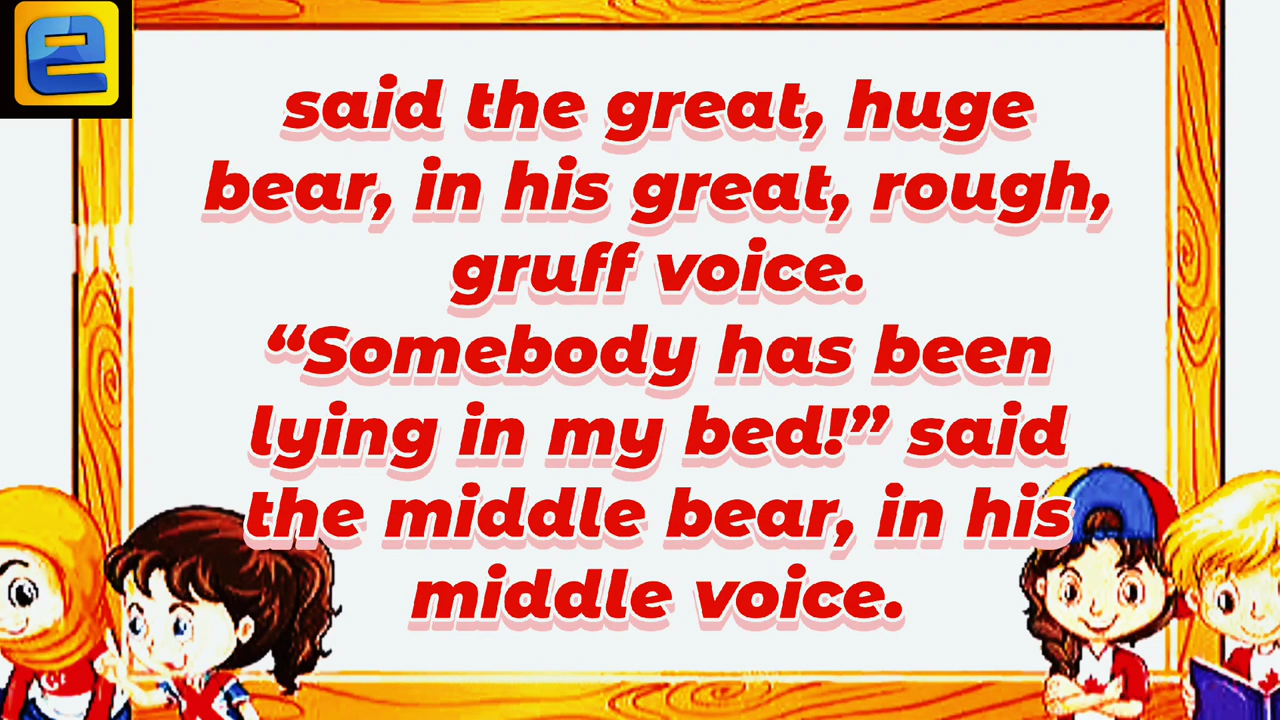 e
said the great, huge
bear, in his great, rough,
gruff voice.
“Somebody has been
lying in my bed!” said
the middle bear, in his
middle voice.